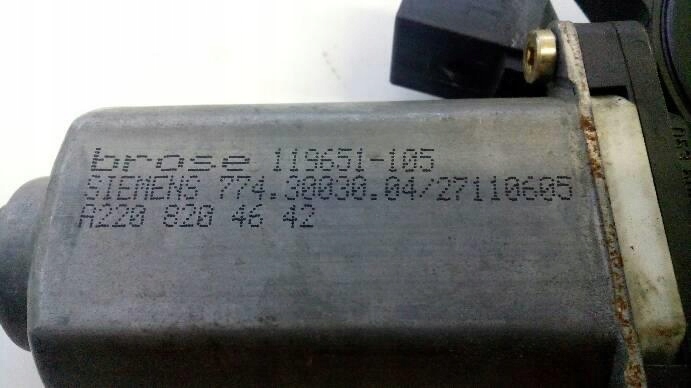 brose 119651-105
SIEMENS 774.30030.04/27110605
A220 820 46 42